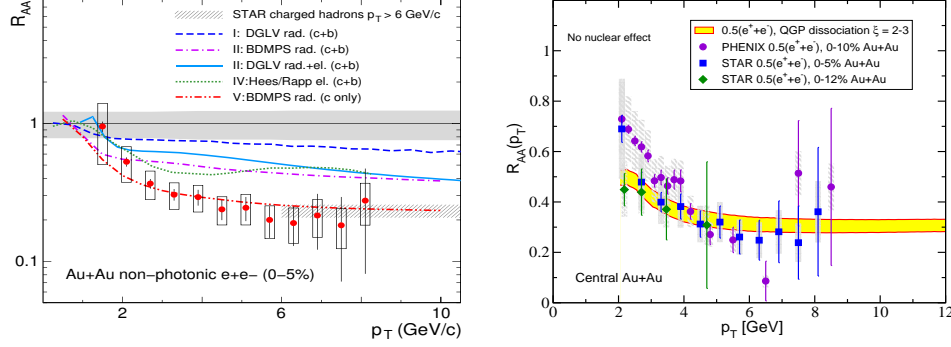 STAR charged hadrons p_T > 6 GeV/c
I: DGLV rad. (c+b)
II: BDMPS rad. (c+b)
II: DGLV rad.+el. (c+b)
IV:Hees/Rapp el. (c+b)
V:BDMPS rad. (c only)
R_AA
1
0.1
Au+Au non-photonic e+e- (0-5%)
2
4
6
8
10
p_T (GeV/c)
0.5(e⁺+e⁻), QGP dissociation ξ = 2-3
PHENIX 0.5(e⁺+e⁻), 0-10% Au+Au
STAR 0.5(e⁺+e⁻), 0-5% Au+Au
STAR 0.5(e⁺+e⁻), 0-12% Au+Au
No nuclear effect
R_AA(p_T)
1
0.8
0.6
0.4
0.2
0
Central Au+Au
0
2
4
6
8
10
12
p_T [GeV]